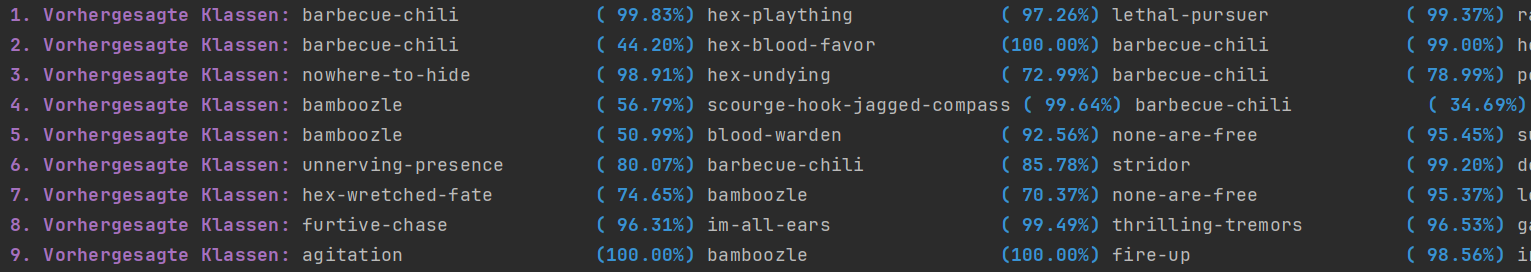 1. Vorhergesagte Klassen: barbecue-chili ( 99.83%) hex-plaything ( 97.26%) lethal-pursuer ( 99.37%) ra
2. Vorhergesagte Klassen: barbecue-chili ( 44.20%) hex-blood-favor (100.00%) barbecue-chili ( 99.00%) he
3. Vorhergesagte Klassen: nowhere-to-hide ( 98.91%) hex-undying ( 72.99%) barbecue-chili ( 78.99%)
4. Vorhergesagte Klassen: bamboozle ( 56.79%) scourge-hook-jagged-compass ( 99.64%) barbecue-chili ( 34.69%)
5. Vorhergesagte Klassen: bamboozle ( 50.99%) blood-warden ( 92.56%) none-are-free ( 95.45%) su
6. Vorhergesagte Klassen: unnerving-presence ( 80.07%) barbecue-chili ( 85.78%) stridor ( 99.20%)
7. Vorhergesagte Klassen: hex-wretched-fate ( 74.65%) bamboozle ( 70.37%) none-are-free ( 95.37%)
8. Vorhergesagte Klassen: furtive-chase ( 96.31%) im-all-ears ( 99.49%) thrilling-tremors ( 96.53%) ga
9. Vorhergesagte Klassen: agitation (100.00%) bamboozle (100.00%) fire-up ( 98.56%)